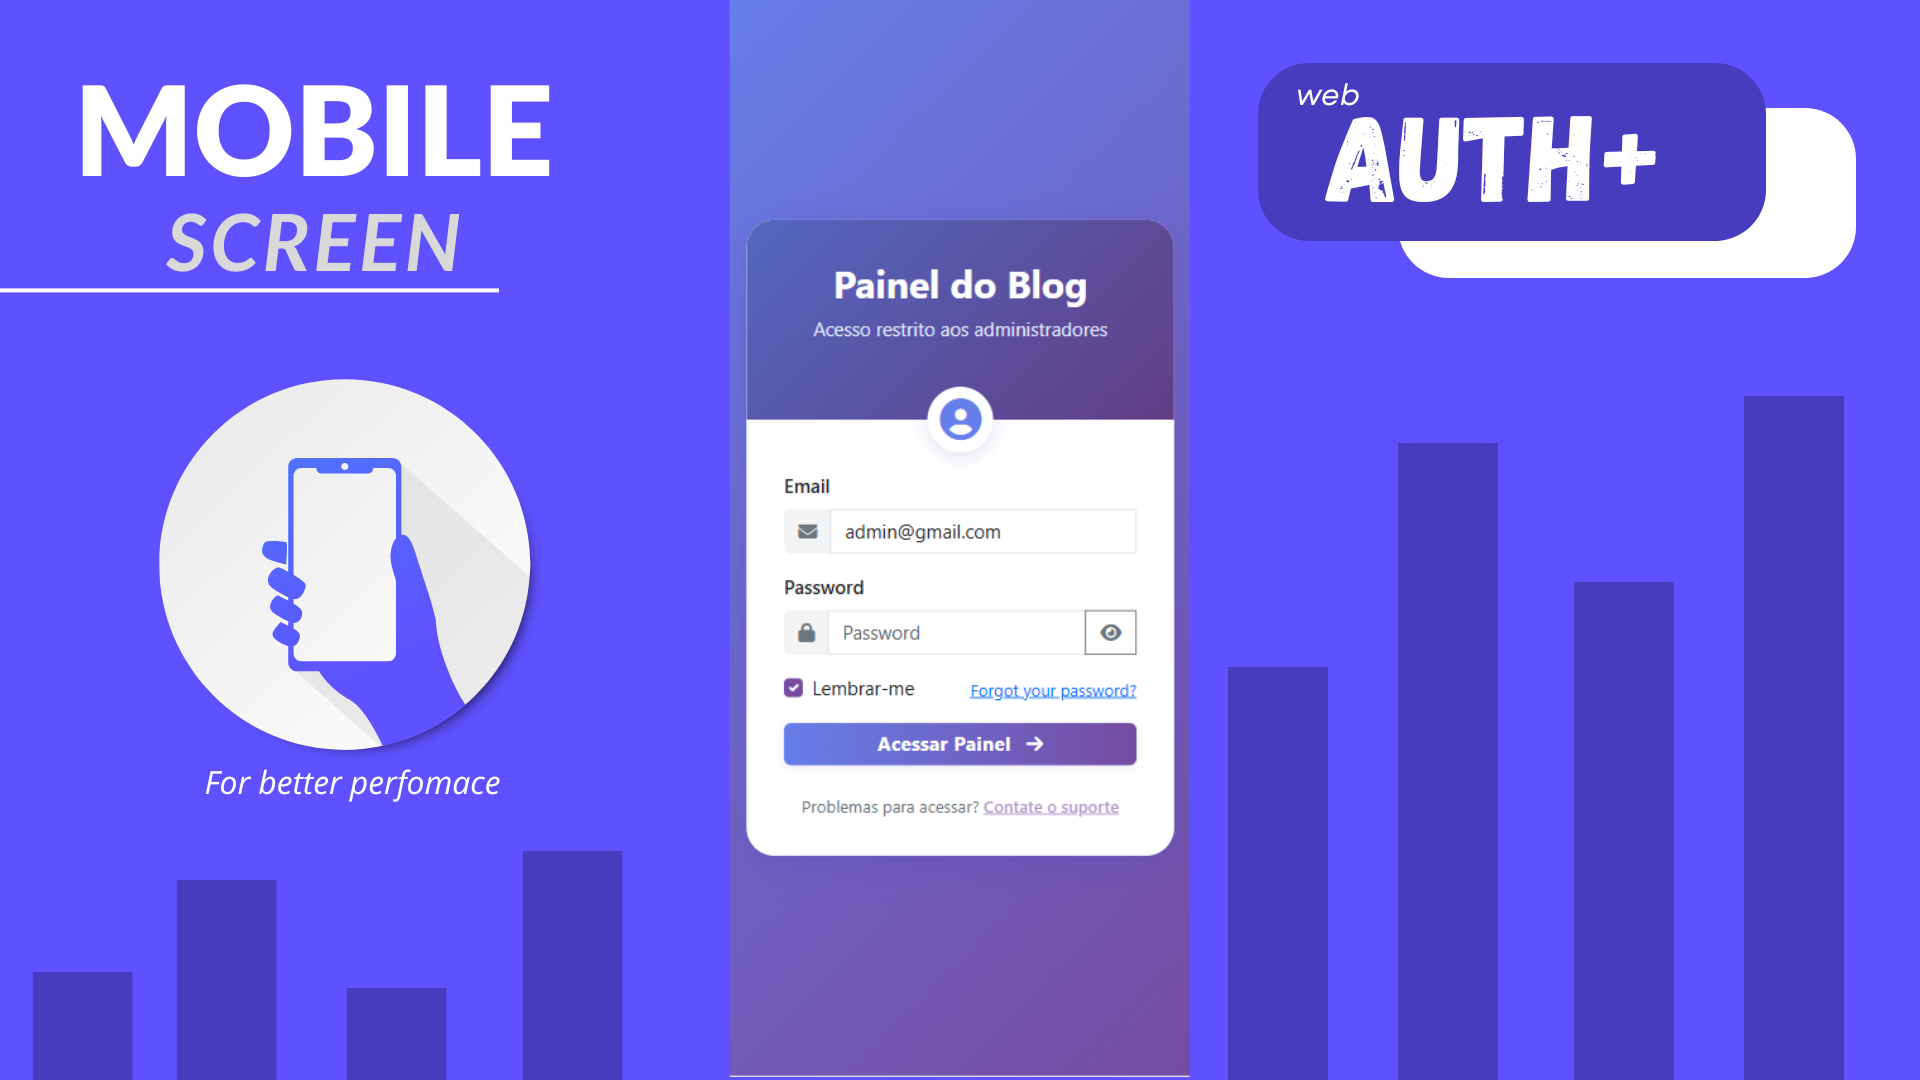 MOBILE
SCREEN
For better perfomace
Painel do Blog
Acesso restrito aos administradores
Email
admin@gmail.com
Password
Password
Lembrar-me
Forgot your password?
Acessar Painel
Problemas para acessar? Contate o suporte
web
AUTH+